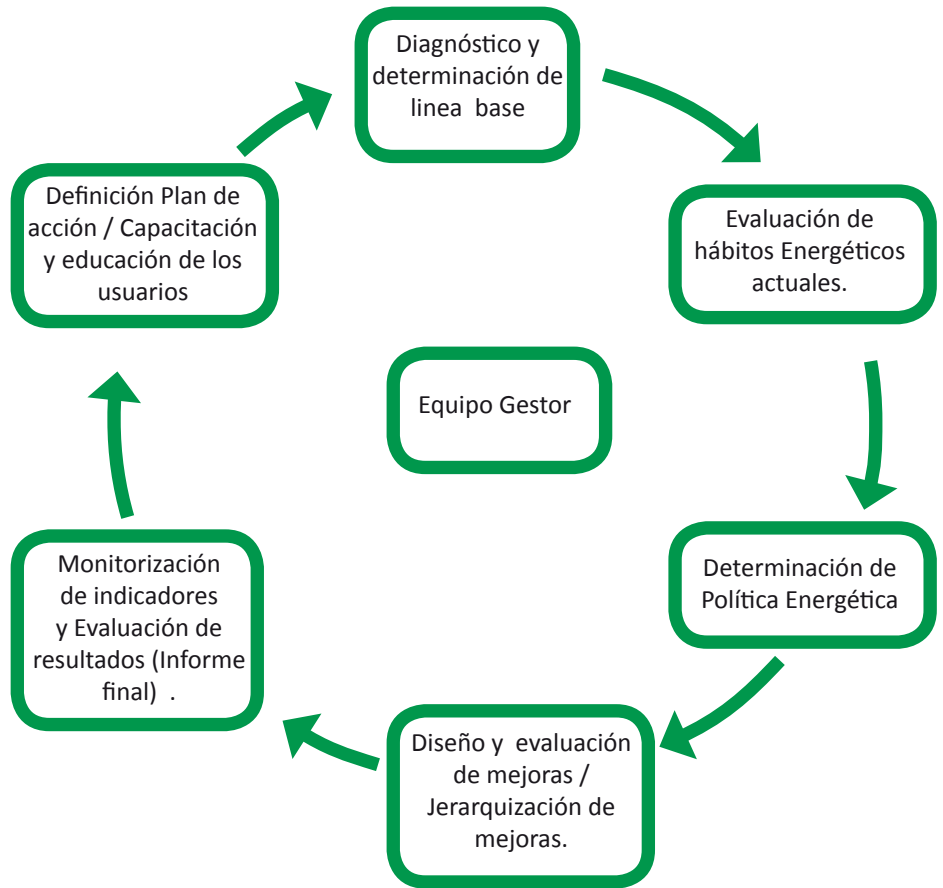 Diagnóstico y
determinación de
linea base
Evaluación de
hábitos Energéticos
actuales.
Determinación de
Política Energética
Diseño y evaluación
de mejoras /
Jerarquización de
mejoras.
Monitorización
de indicadores
y Evaluación de
resultados (Informe
final) .
Definición Plan de
acción / Capacitación
y educación de los
usuarios
Equipo Gestor